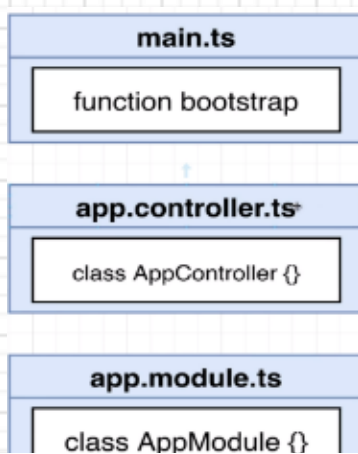 main.ts
function bootstrap
app.controller.ts
class AppController {}
app.module.ts
class AppModule {}